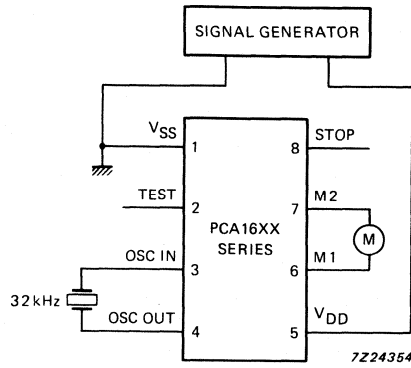 SIGNAL GENERATOR
VSS
1
8
STOP
TEST
2
7
M2
PCA16XX
SERIES
M
OSC IN
3
6
M1
32 kHz
OSC OUT
4
5
VDD
7Z24354